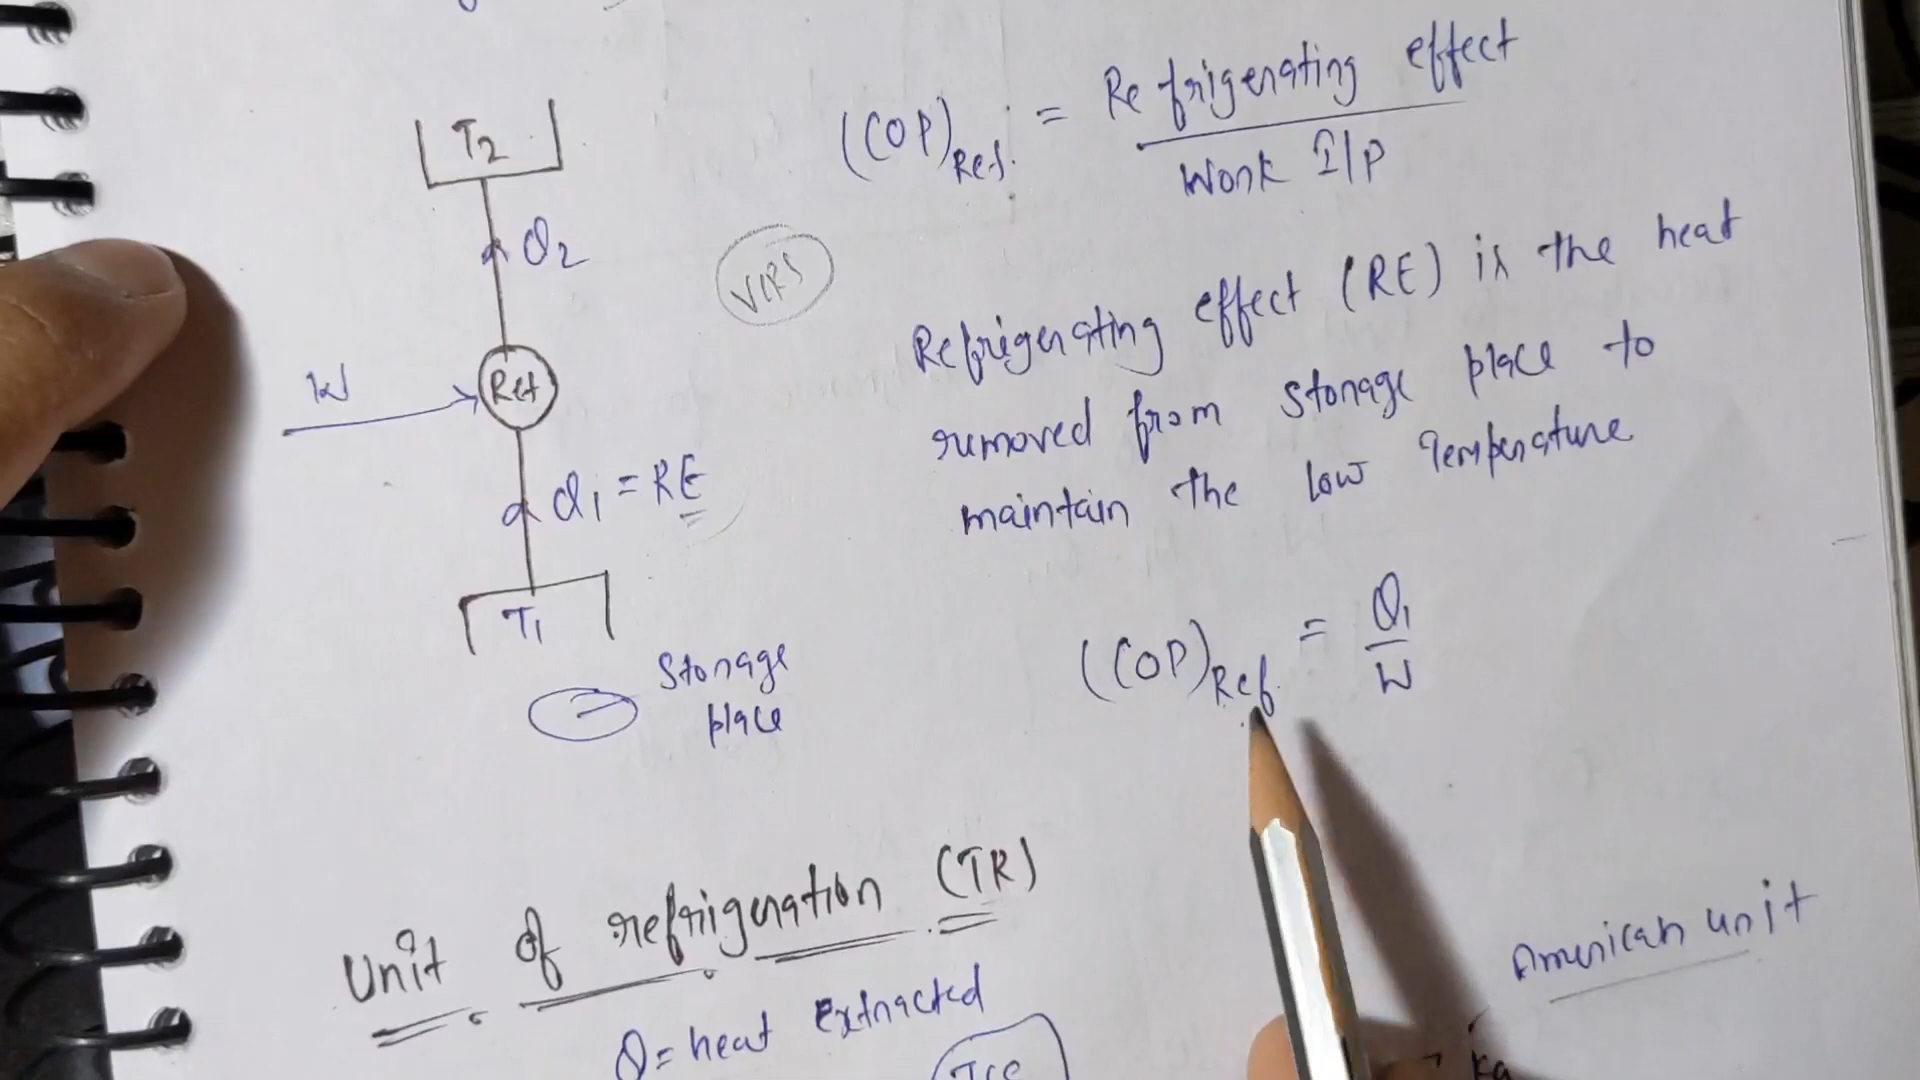 T2
Q2
W
Ref
Q1 = RE
T1
Storage
place
VCRS
(COP)Ref. = Refrigerating effect
Work I/P
Refrigerating effect (RE) is the heat
removed from storage place to
maintain the low Temperature
(COP)Ref. = Q1
W
Unit of refrigeration (TR)
Q = heat Extracted
American unit
Ice
kg